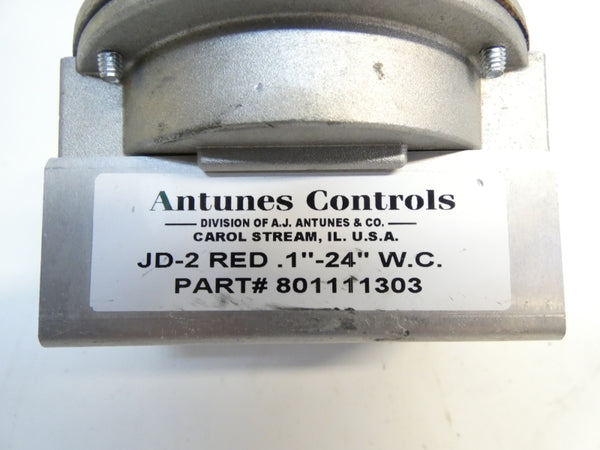 Antunes Controls
DIVISION OF A.J. ANTUNES & CO.
CAROL STREAM, IL. U.S.A.
JD-2 RED .1"-24" W.C.
PART# 801111303